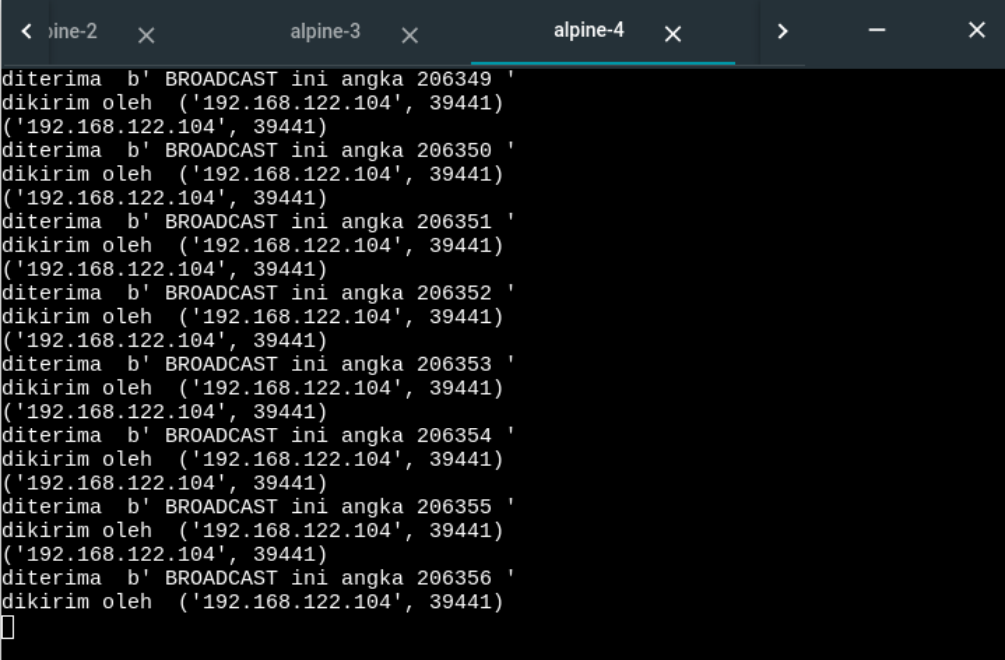 pine-2
alpine-3
alpine-4
diterima  b' BROADCAST ini angka 206349 '
dikirim oleh  ('192.168.122.104', 39441)
('192.168.122.104', 39441)
diterima  b' BROADCAST ini angka 206350 '
dikirim oleh  ('192.168.122.104', 39441)
('192.168.122.104', 39441)
diterima  b' BROADCAST ini angka 206351 '
dikirim oleh  ('192.168.122.104', 39441)
('192.168.122.104', 39441)
diterima  b' BROADCAST ini angka 206352 '
dikirim oleh  ('192.168.122.104', 39441)
('192.168.122.104', 39441)
diterima  b' BROADCAST ini angka 206353 '
dikirim oleh  ('192.168.122.104', 39441)
('192.168.122.104', 39441)
diterima  b' BROADCAST ini angka 206354 '
dikirim oleh  ('192.168.122.104', 39441)
('192.168.122.104', 39441)
diterima  b' BROADCAST ini angka 206355 '
dikirim oleh  ('192.168.122.104', 39441)
('192.168.122.104', 39441)
diterima  b' BROADCAST ini angka 206356 '
dikirim oleh  ('192.168.122.104', 39441)